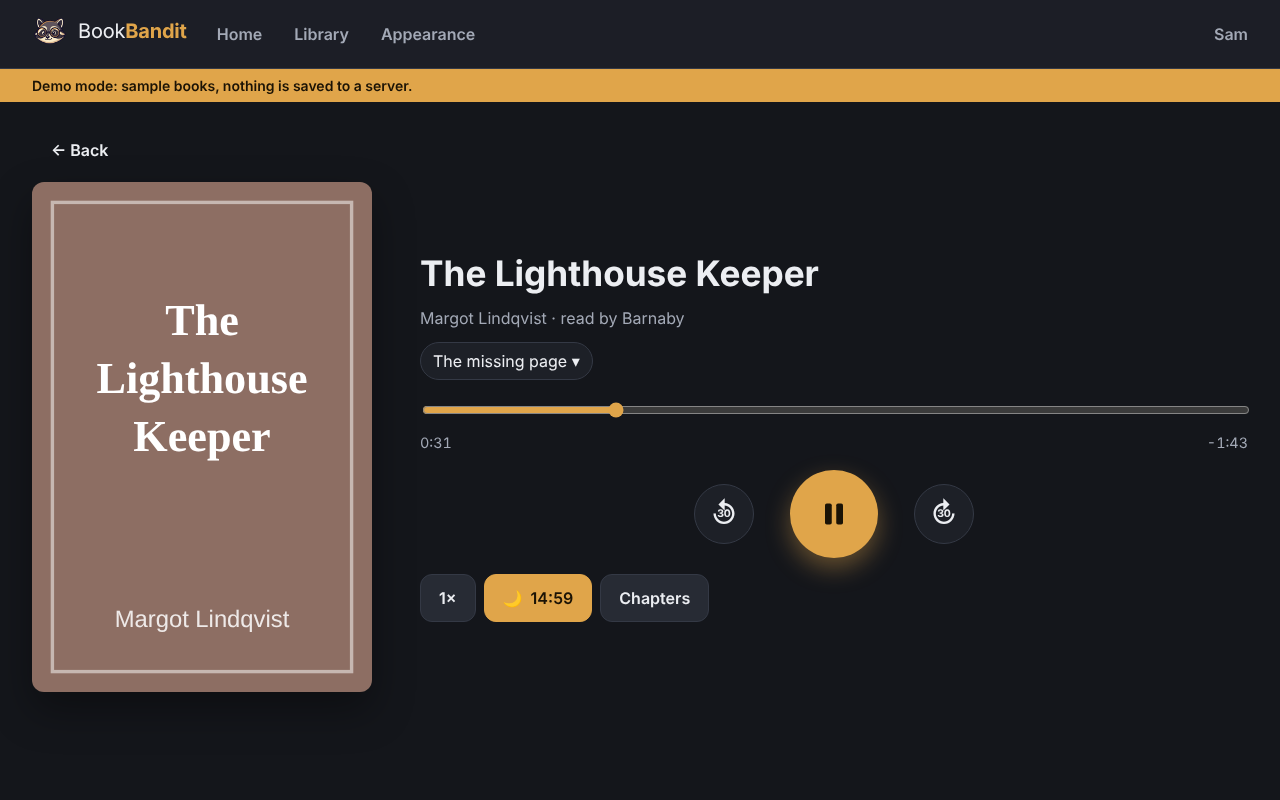 BookBandit
Home
Library
Appearance
Sam
Demo mode: sample books, nothing is saved to a server.
← Back
The
Lighthouse
Keeper
Margot Lindqvist
The Lighthouse Keeper
Margot Lindqvist · read by Barnaby
The missing page ▾
0:31
-1:43
30
30
1×
🌙 14:59
Chapters